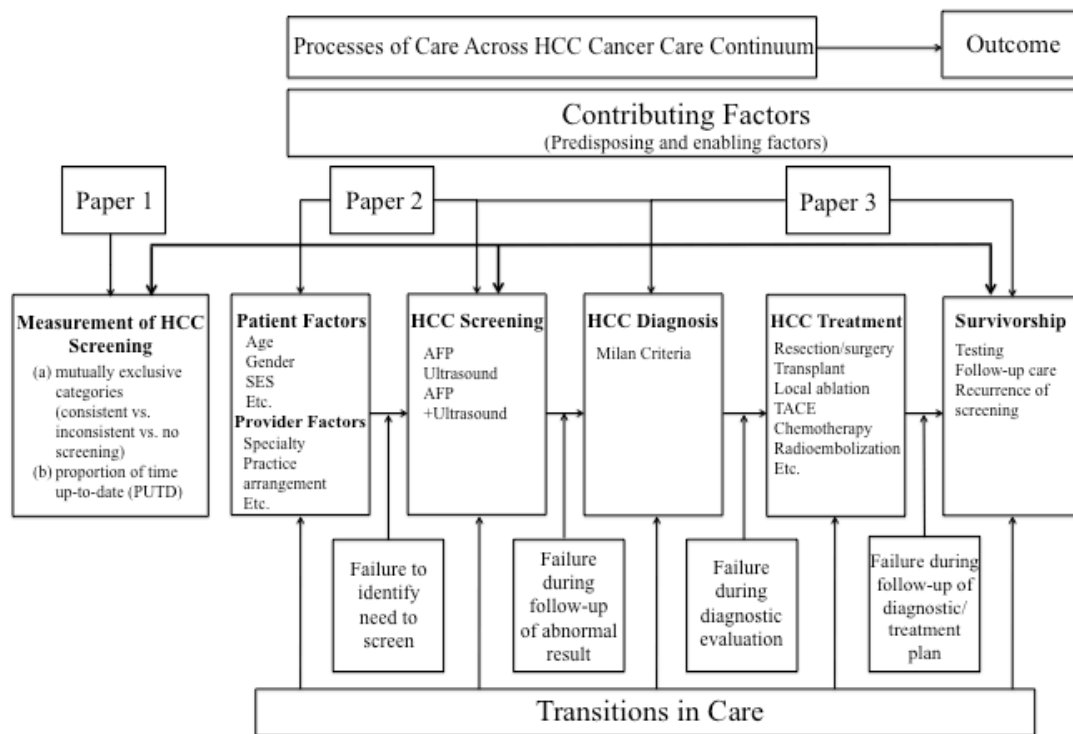 Processes of Care Across HCC Cancer Care Continuum
Outcome
Contributing Factors
(Predisposing and enabling factors)
Paper 1
Paper 2
Paper 3
Measurement of HCC
Screening
(a) mutually exclusive
categories
(consistent vs.
inconsistent vs. no
screening)
(b) proportion of time
up-to-date (PUTD)
Patient Factors
Age
Gender
SES
Etc.
Provider Factors
Specialty
Practice
arrangement
Etc.
HCC Screening
AFP
Ultrasound
AFP
+Ultrasound
HCC Diagnosis
Milan Criteria
HCC Treatment
Resection/surgery
Transplant
Local ablation
TACE
Chemotherapy
Radioembolization
Etc.
Survivorship
Testing
Follow-up care
Recurrence of
screening
Failure to
identify
need to
screen
Failure
during
follow-up
of abnormal
result
Failure
during
diagnostic
evaluation
Failure during
follow-up of
diagnostic/
treatment
plan
Transitions in Care